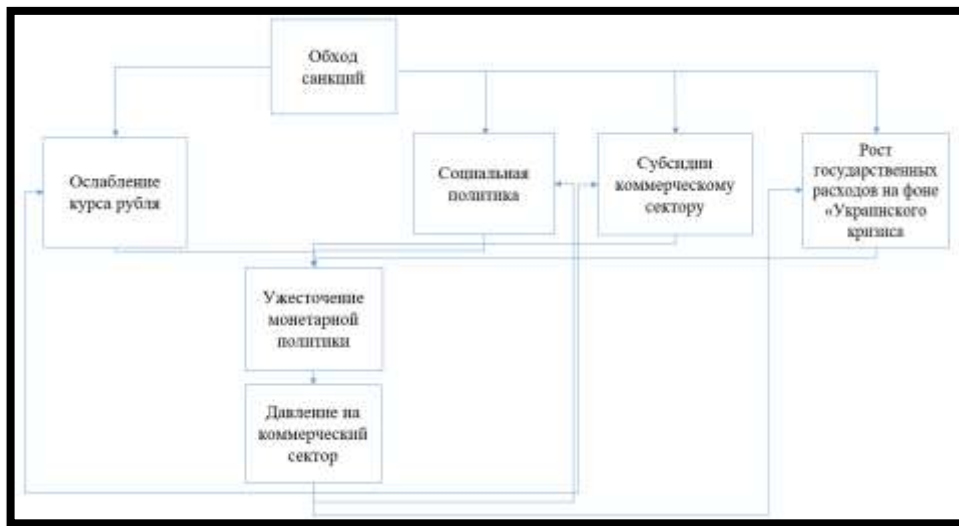 Обход
санкций
Ослабление
курса рубля
Социальная
политика
Субсидии
коммерческому
сектору
Рост
государственных
расходов на фоне
«Украинского
кризиса
Ужесточение
монетарной
политики
Давление на
коммерческий
сектор